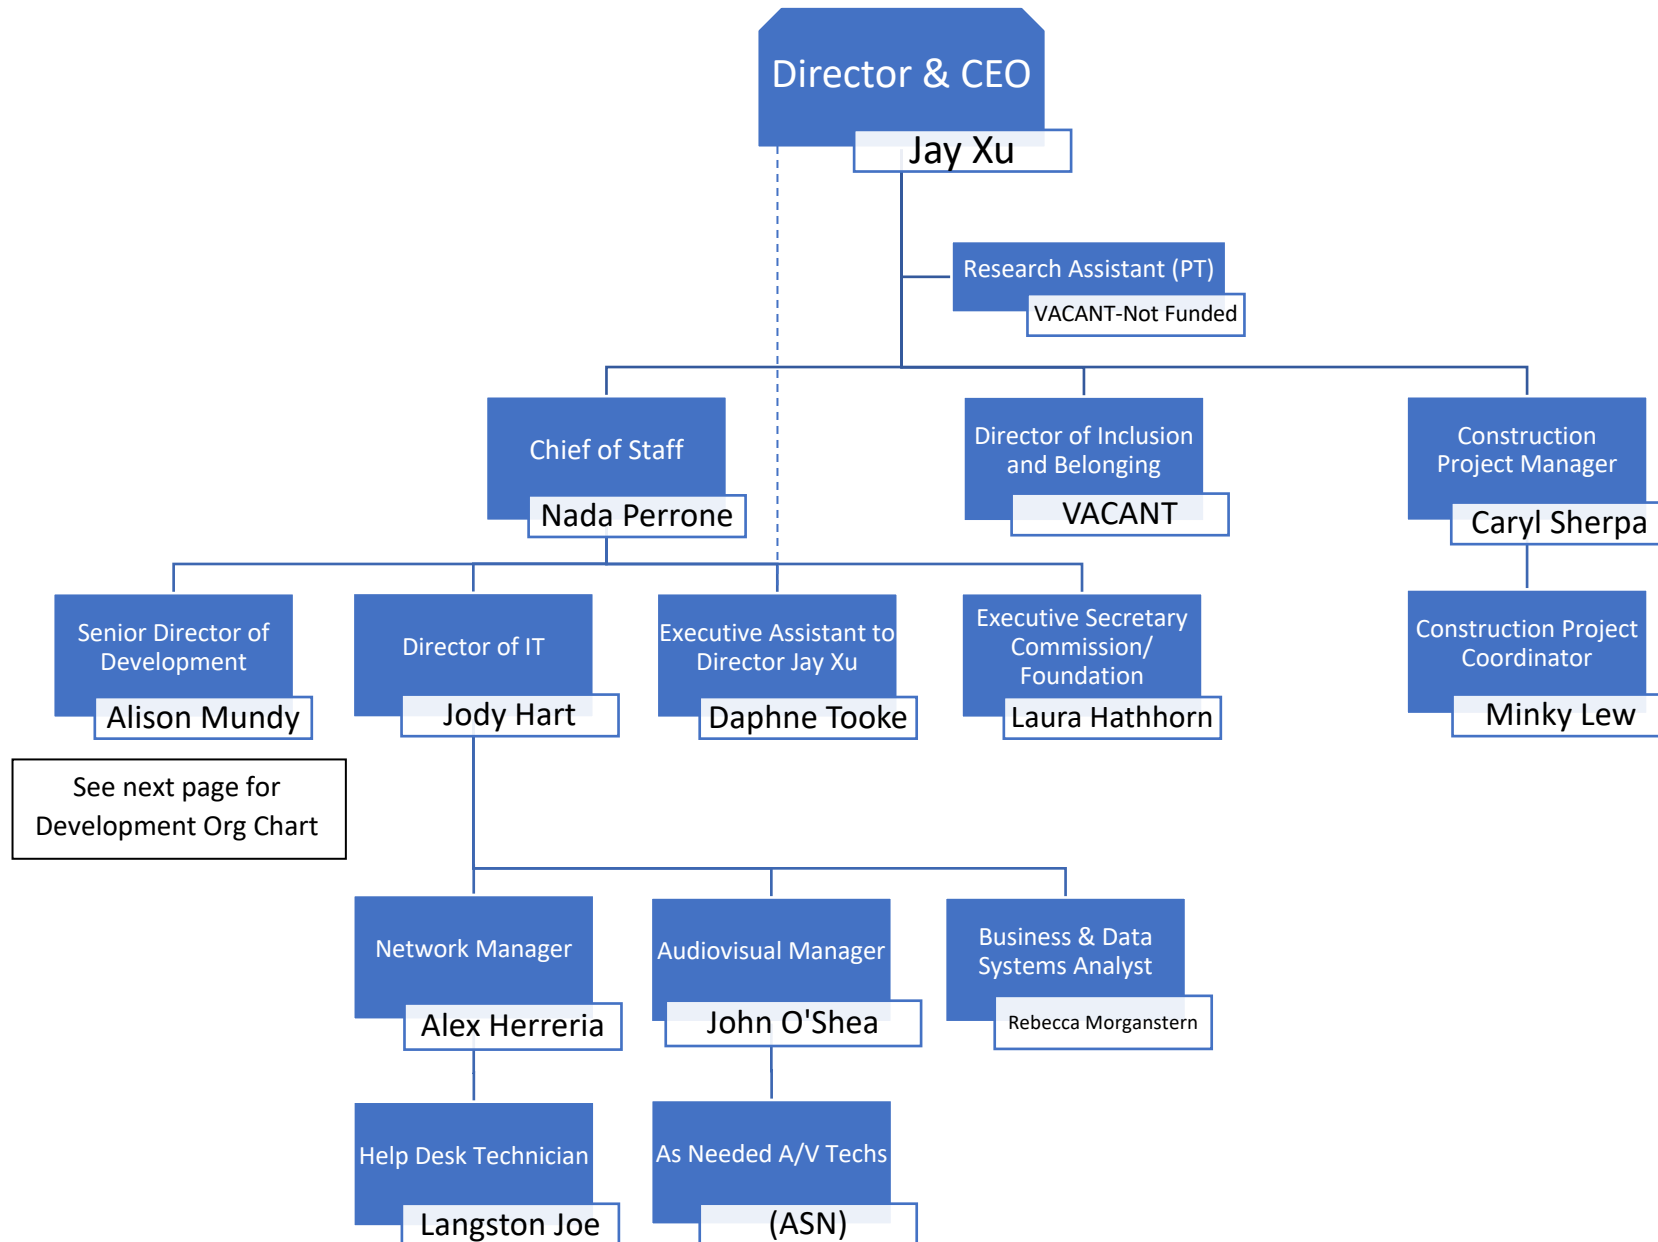 Director & CEO
Jay Xu
Research Assistant (PT)
VACANT-Not Funded
Chief of Staff
Nada Perrone
Director of Inclusion
and Belonging
VACANT
Construction
Project Manager
Caryl Sherpa
Senior Director of
Development
Alison Mundy
Director of IT
Jody Hart
Executive Assistant to
Director Jay Xu
Daphne Tooke
Executive Secretary
Commission/
Foundation
Laura Hathhorn
Construction Project
Coordinator
Minky Lew
See next page for
Development Org Chart
Network Manager
Alex Herreria
Audiovisual Manager
John O'Shea
Business & Data
Systems Analyst
Rebecca Morganstern
Help Desk Technician
Langston Joe
As Needed A/V Techs
(ASN)